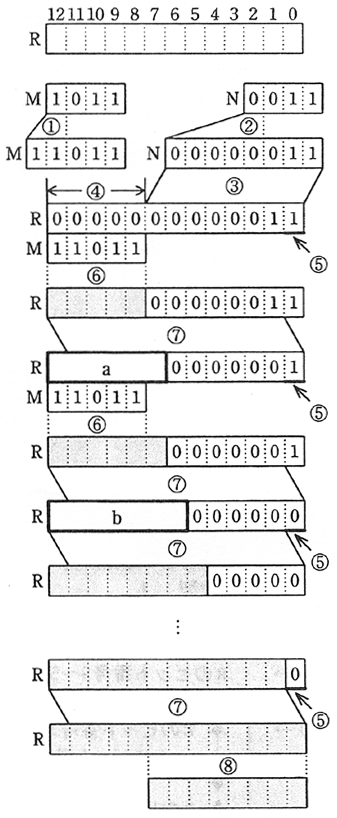 12 11 10 9 8 7 6 5 4 3 2 1 0
R
M 1 0 1 1 N 0 0 1 1
① ②
M 1 1 0 1 1 N 0 0 0 0 0 0 1 1
④ ③
R 0 0 0 0 0 0 0 0 0 0 0 1 1
M 1 1 0 1 1 ⑤
⑥
R 0 0 0 0 0 0 1 1
⑦
R a 0 0 0 0 0 0 1
M 1 1 0 1 1 ⑤
⑥
R 0 0 0 0 0 0 1
⑦
R b 0 0 0 0 0 0
⑦ ⑤
R 0 0 0 0 0
⋮
R 0
⑦ ⑤
R
⑧